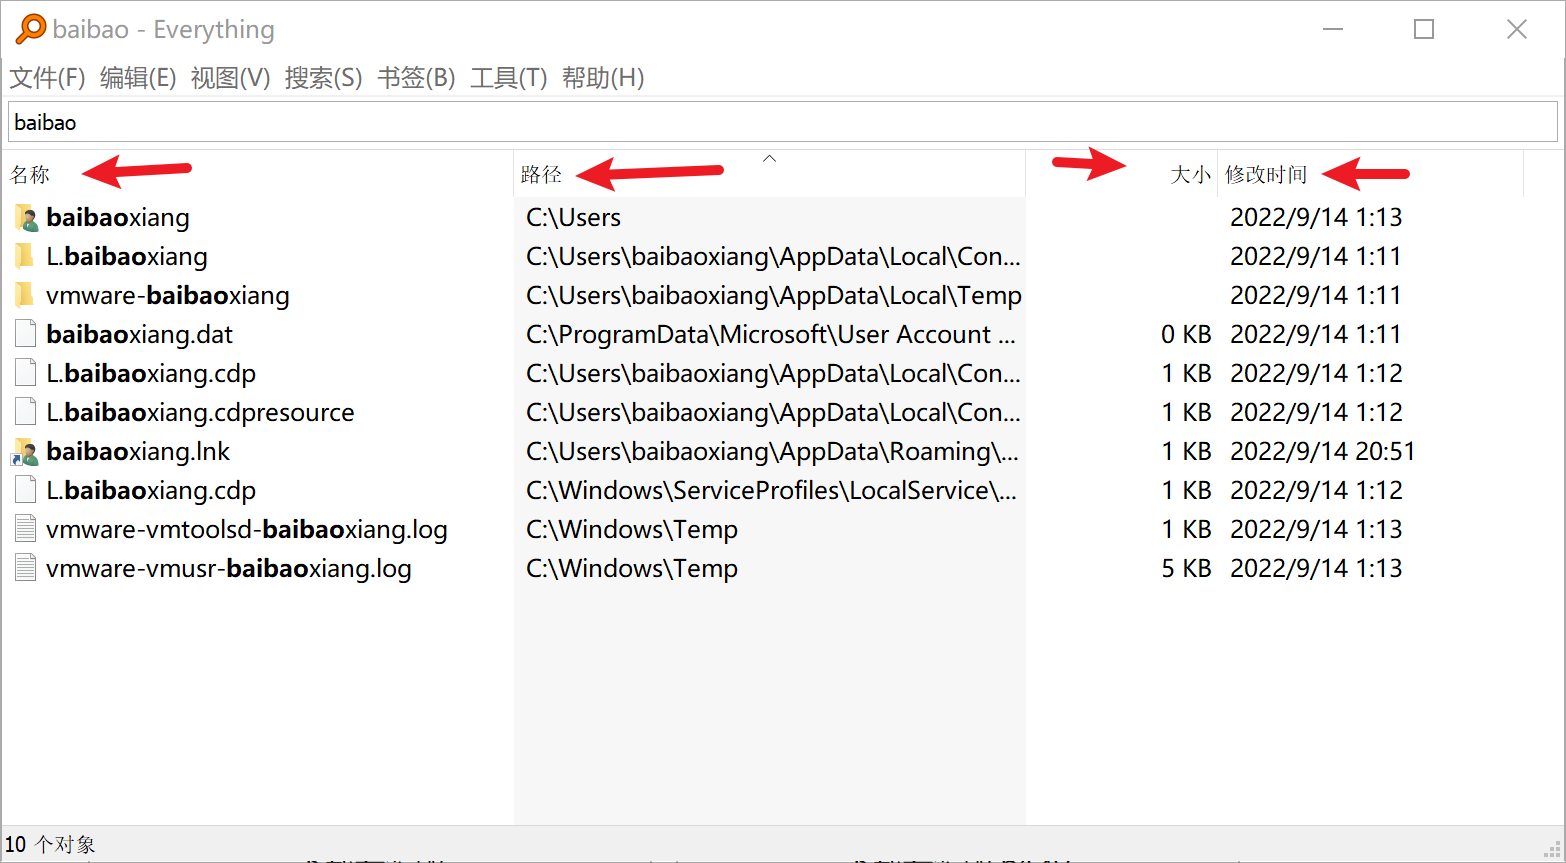 baibao - Everything
文件(F) 编辑(E) 视图(V) 搜索(S) 书签(B) 工具(T) 帮助(H)
baibao
名称 路径 大小 修改时间
baibaoxiang C:\Users 2022/9/14 1:13
L.baibaoxiang C:\Users\baibaoxiang\AppData\Local\Con... 2022/9/14 1:11
vmware-baibaoxiang C:\Users\baibaoxiang\AppData\Local\Temp 2022/9/14 1:11
baibaoxiang.dat C:\ProgramData\Microsoft\User Account ... 0 KB 2022/9/14 1:11
L.baibaoxiang.cdp C:\Users\baibaoxiang\AppData\Local\Con... 1 KB 2022/9/14 1:12
L.baibaoxiang.cdpresource C:\Users\baibaoxiang\AppData\Local\Con... 1 KB 2022/9/14 1:12
baibaoxiang.lnk C:\Users\baibaoxiang\AppData\Roaming\... 1 KB 2022/9/14 20:51
L.baibaoxiang.cdp C:\Windows\ServiceProfiles\LocalService\... 1 KB 2022/9/14 1:12
vmware-vmtoolsd-baibaoxiang.log C:\Windows\Temp 1 KB 2022/9/14 1:13
vmware-vmusr-baibaoxiang.log C:\Windows\Temp 5 KB 2022/9/14 1:13
10 个对象